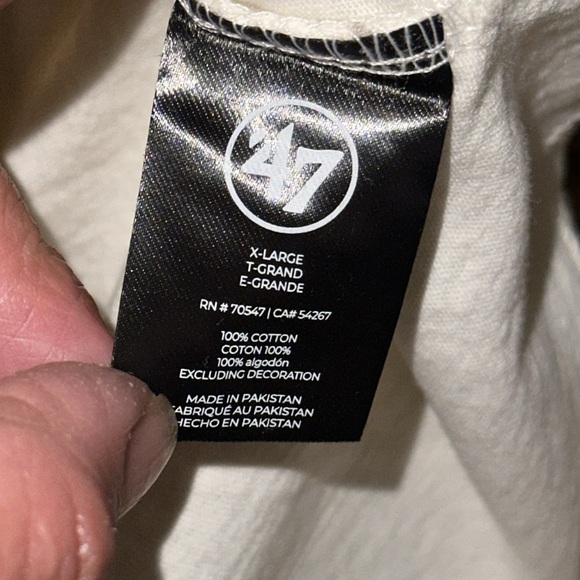 47
X-LARGE
T-GRAND
E-GRANDE
RN # 70547 | CA# 54267
100% COTTON
COTON 100%
100% algodón
EXCLUDING DECORATION
MADE IN PAKISTAN
FABRIQUÉ AU PAKISTAN
HECHO EN PAKISTAN